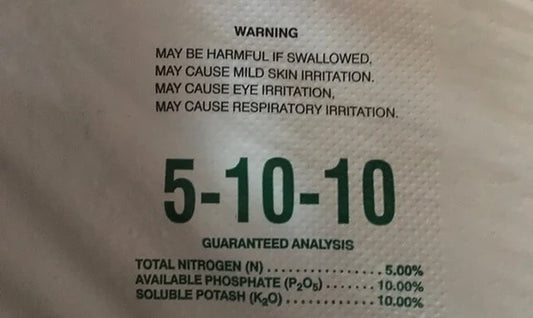 WARNING
MAY BE HARMFUL IF SWALLOWED,
MAY CAUSE MILD SKIN IRRITATION.
MAY CAUSE EYE IRRITATION,
MAY CAUSE RESPIRATORY IRRITATION.
5-10-10
GUARANTEED ANALYSIS
TOTAL NITROGEN (N) .................. 5.00%
AVAILABLE PHOSPHATE (P₂O₅) ....... 10.00%
SOLUBLE POTASH (K₂O) ............. 10.00%